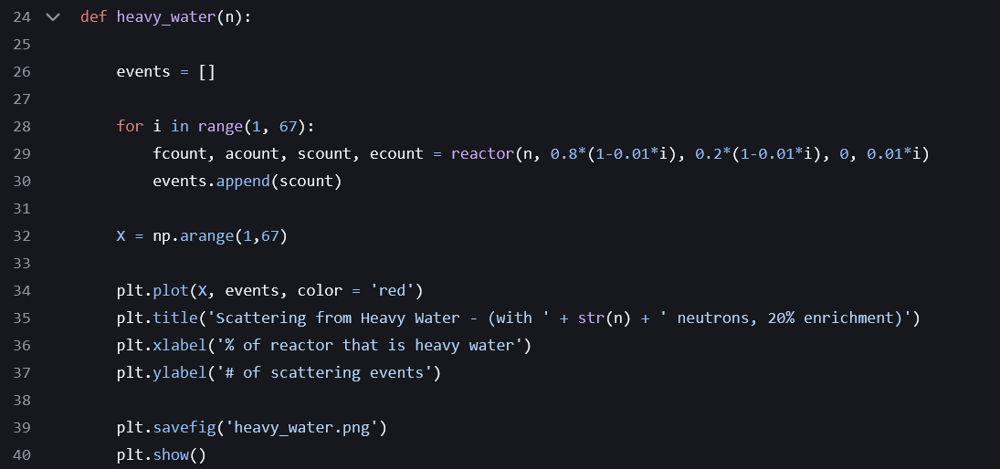 24 def heavy_water(n):
25
26 events = []
27
28 for i in range(1, 67):
29 fcount, acount, scount, ecount = reactor(n, 0.8*(1-0.01*i), 0.2*(1-0.01*i), 0, 0.01*i)
30 events.append(scount)
31
32 X = np.arange(1,67)
33
34 plt.plot(X, events, color = 'red')
35 plt.title('Scattering from Heavy Water - (with ' + str(n) + ' neutrons, 20% enrichment)')
36 plt.xlabel('% of reactor that is heavy water')
37 plt.ylabel('# of scattering events')
38
39 plt.savefig('heavy_water.png')
40 plt.show()